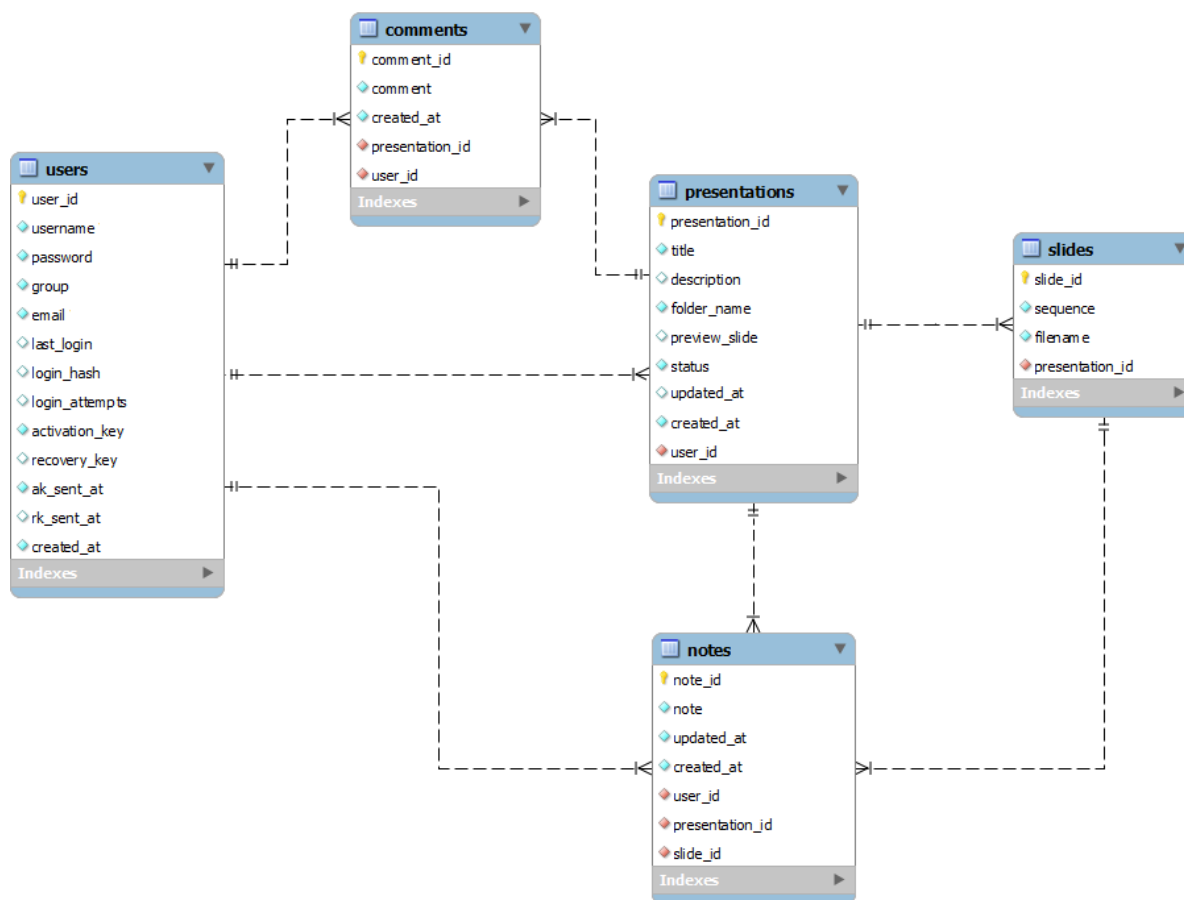 comments
comment_id
comment
created_at
presentation_id
user_id
Indexes
users
user_id
username
password
group
email
last_login
login_hash
login_attempts
activation_key
recovery_key
ak_sent_at
rk_sent_at
created_at
Indexes
presentations
presentation_id
title
description
folder_name
preview_slide
status
updated_at
created_at
user_id
Indexes
slides
slide_id
sequence
filename
presentation_id
Indexes
notes
note_id
note
updated_at
created_at
user_id
presentation_id
slide_id
Indexes